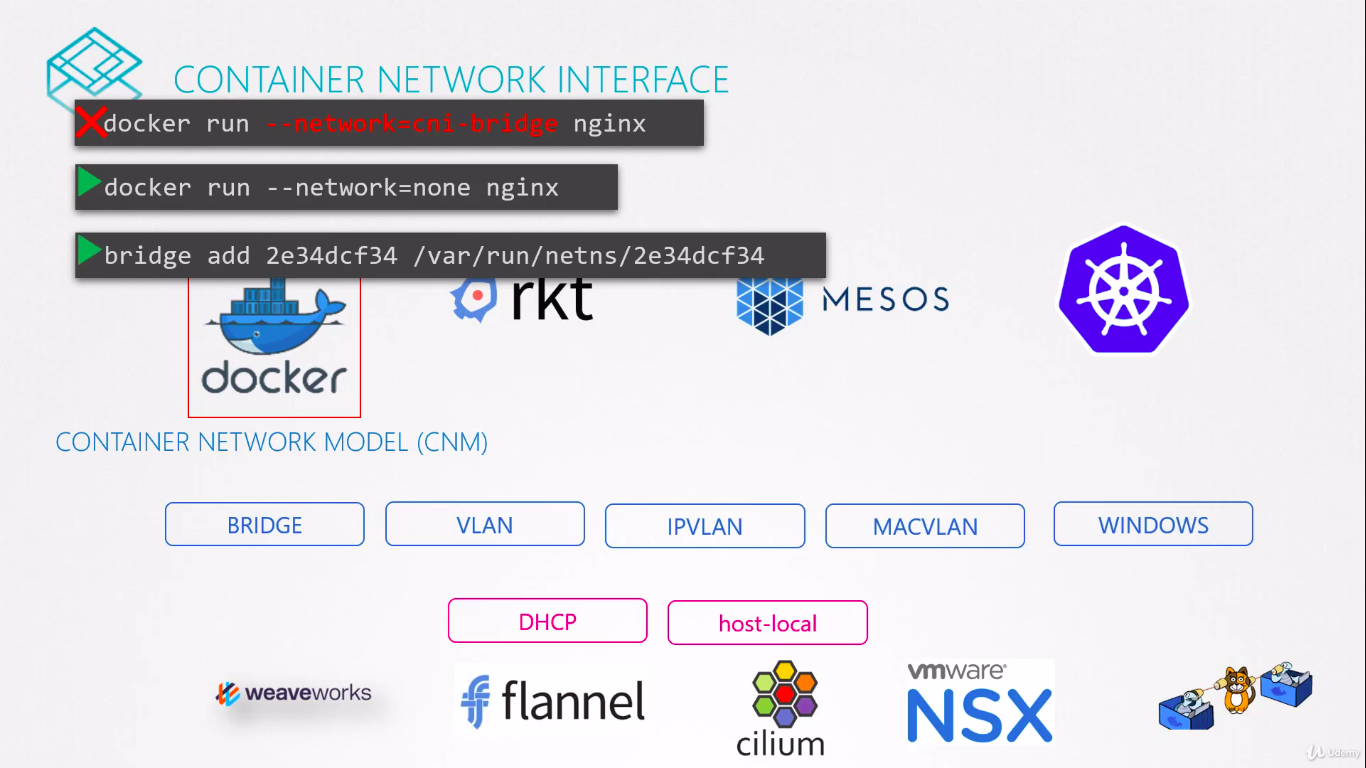 CONTAINER NETWORK INTERFACE
docker run --network=cni-bridge nginx
docker run --network=none nginx
bridge add 2e34dcf34 /var/run/netns/2e34dcf34
docker
rkt
MESOS
CONTAINER NETWORK MODEL (CNM)
BRIDGE
VLAN
IPVLAN
MACVLAN
WINDOWS
DHCP
host-local
weaveworks
flannel
cilium
vmware®
NSX
Udemy